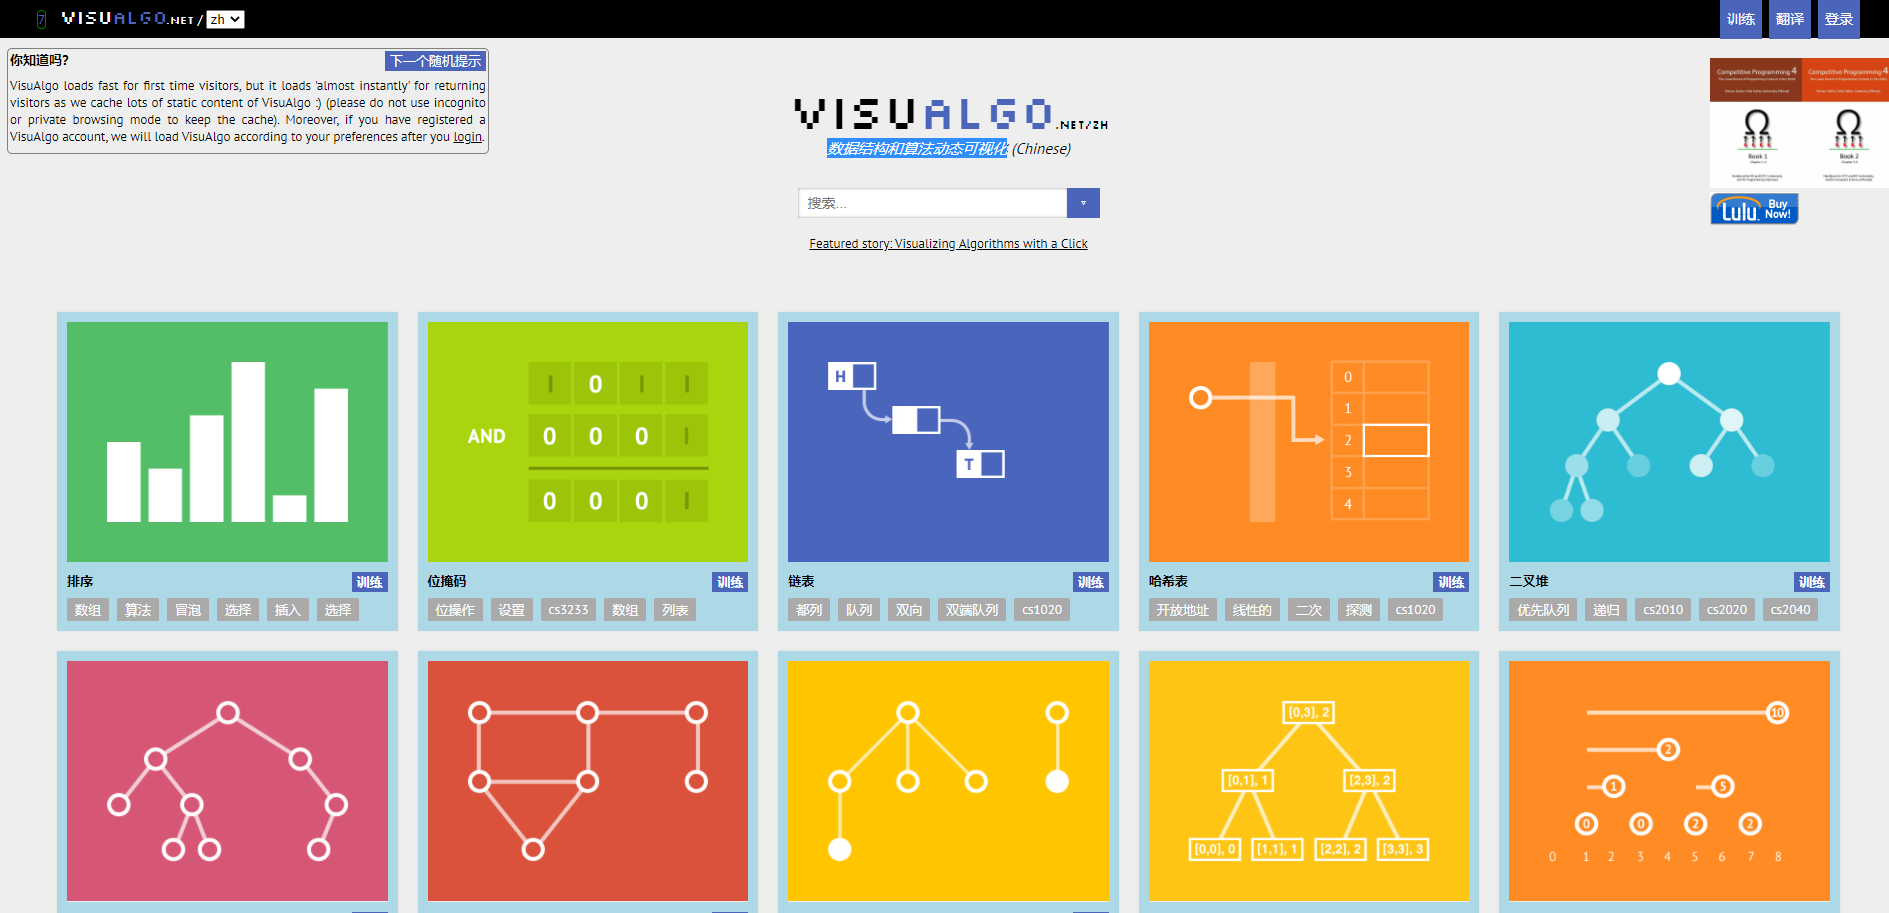 7 VISUALGO.NET / zh
训练 翻译 登录
你知道吗? 下一个随机提示
VisuAlgo loads fast for first time visitors, but it loads 'almost instantly' for returning
visitors as we cache lots of static content of VisuAlgo :) (please do not use incognito
or private browsing mode to keep the cache). Moreover, if you have registered a
VisuAlgo account, we will load VisuAlgo according to your preferences after you login.
VISUALGO.NET/ZH
数据结构和算法动态可视化 (Chinese)
搜索...
Featured story: Visualizing Algorithms with a Click
Competitive Programming 4
Competitive Programming 4
Book 1
Book 2
Lulu Buy Now!
1 0 1 1
AND 0 0 0 1
0 0 0 1
H
T
0
1
2
3
4
排序 训练
数组 算法 冒泡 选择 插入 选择
位掩码 训练
位操作 设置 cs3233 数组 列表
链表 训练
都列 队列 双向 双端队列 cs1020
哈希表 训练
开放地址 线性的 二次 探测 cs1020
二叉堆 训练
优先队列 递归 cs2010 cs2020 cs2040
[0,3], 2
[0,1], 1 [2,3], 2
[0,0], 0 [1,1], 1 [2,2], 2 [3,3], 3
10
2
1 5
0 0 2 2
0 1 2 3 4 5 6 7 8